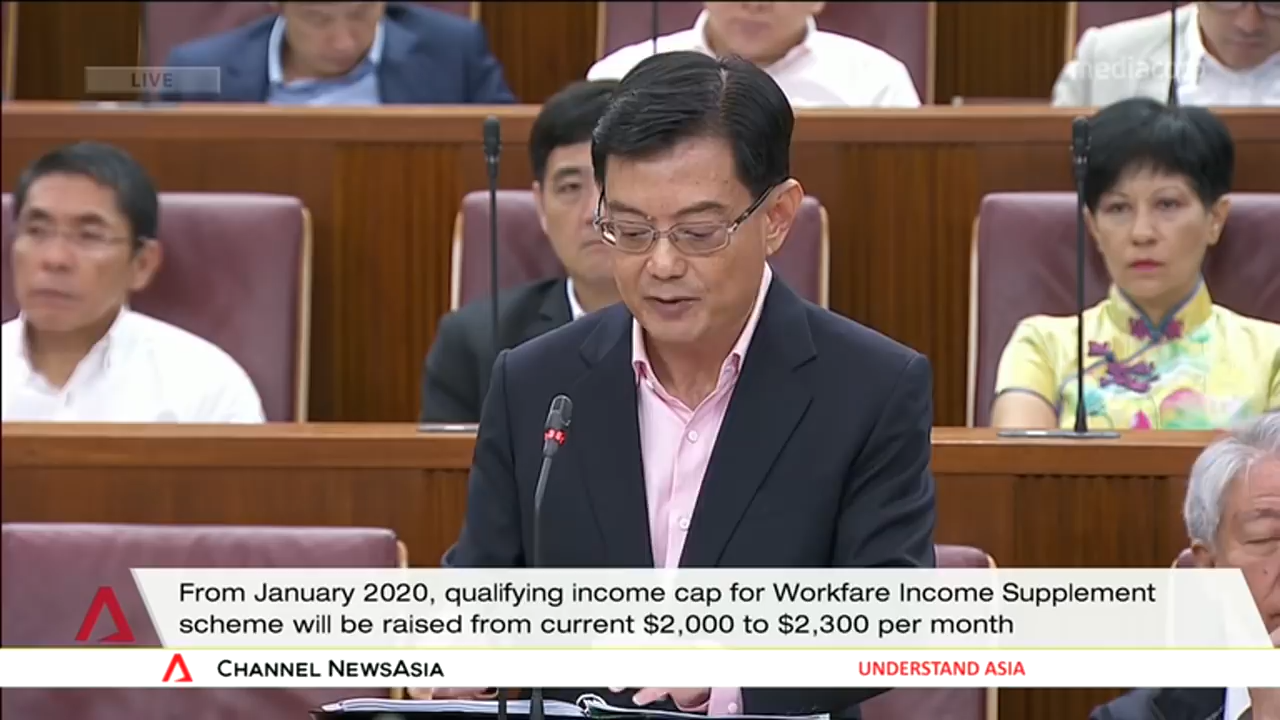 LIVE
mediacorp
From January 2020, qualifying income cap for Workfare Income Supplement
scheme will be raised from current $2,000 to $2,300 per month
CHANNEL NEWSASIA
UNDERSTAND ASIA